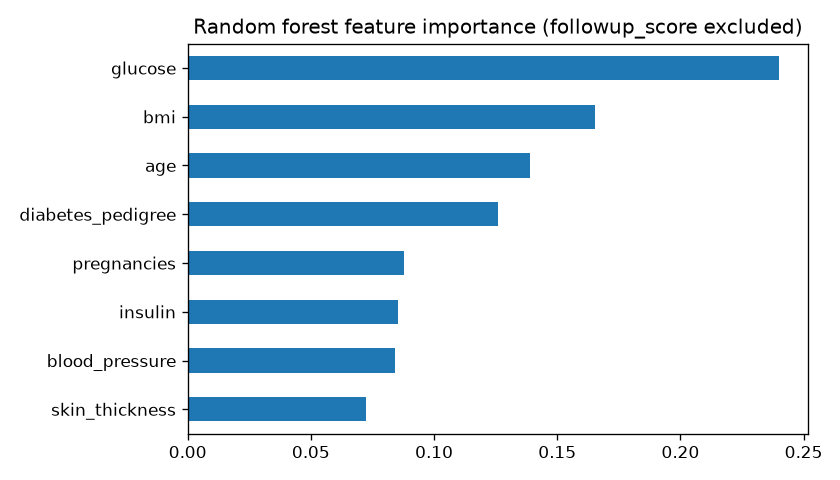 Random forest feature importance (followup_score excluded)
glucose
bmi
age
diabetes_pedigree
pregnancies
insulin
blood_pressure
skin_thickness
0.00 0.05 0.10 0.15 0.20 0.25